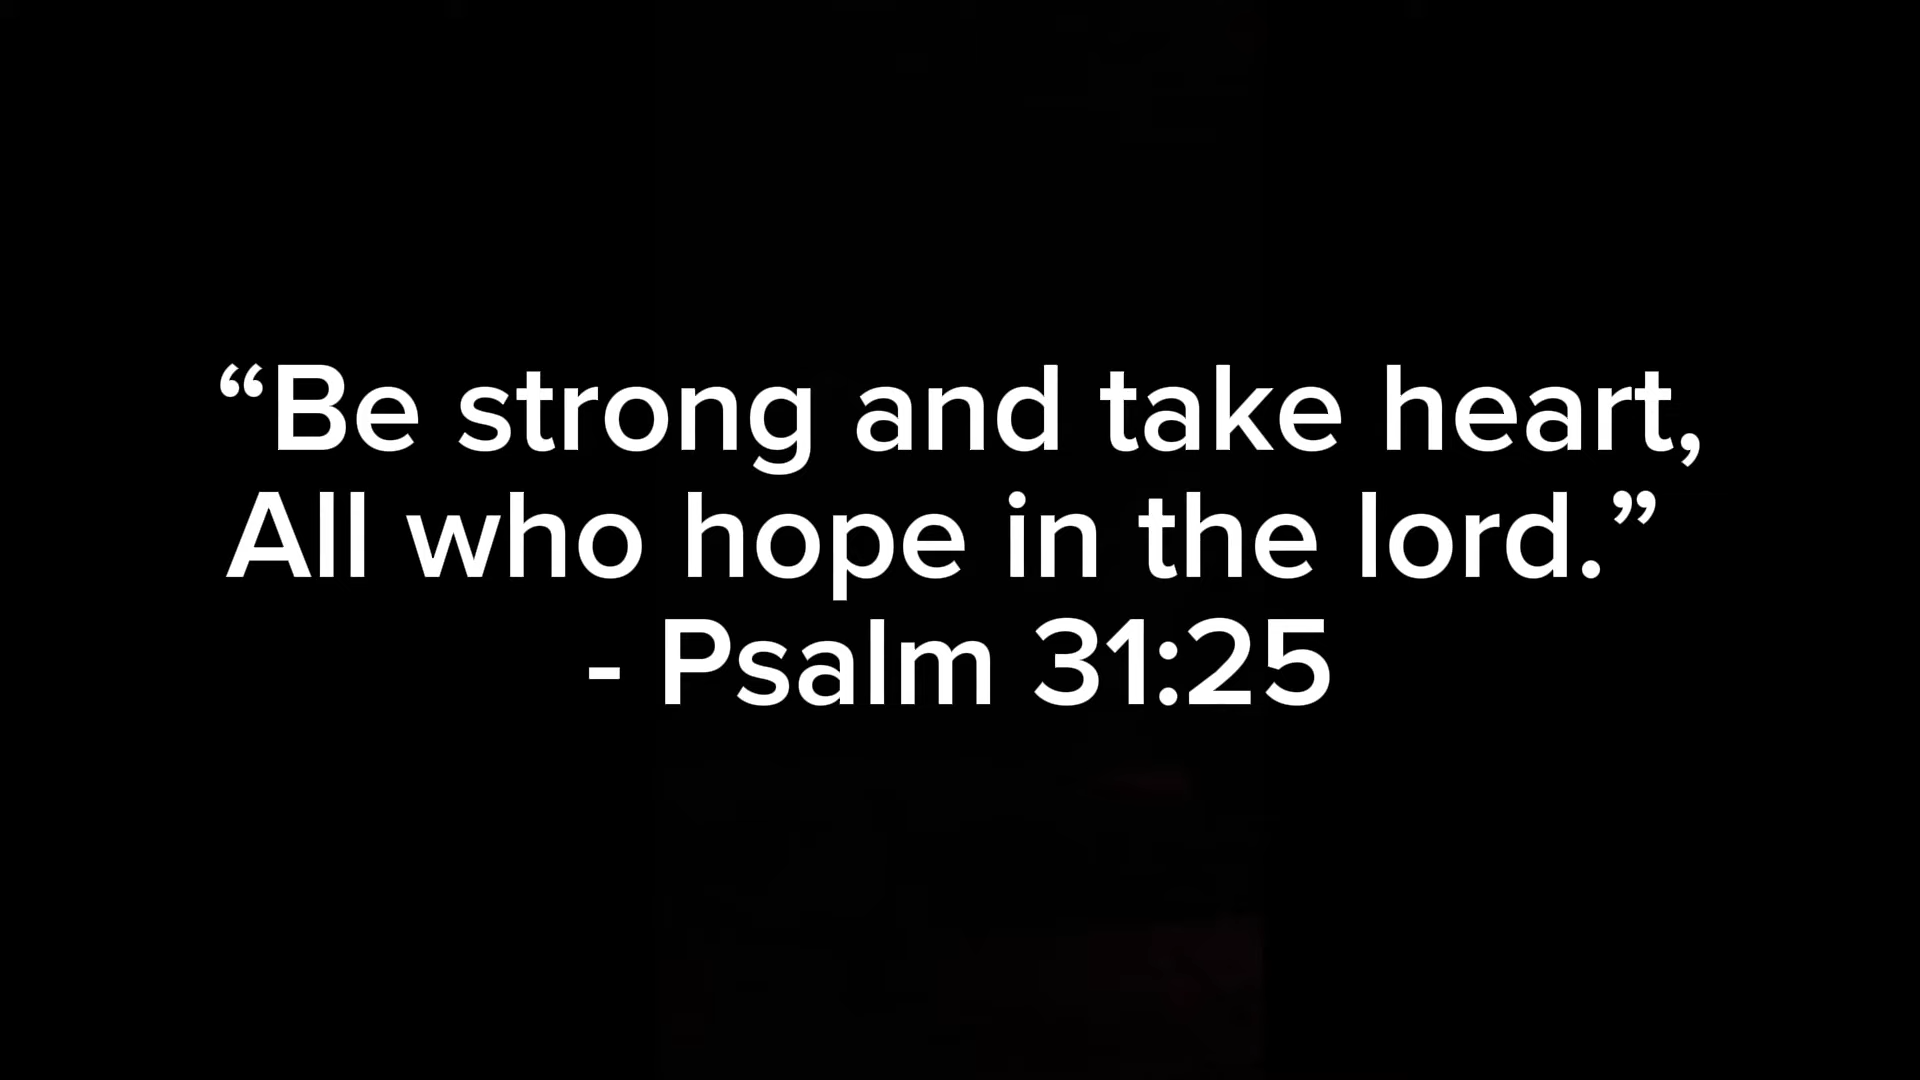 “Be strong and take heart,
All who hope in the lord.”
- Psalm 31:25